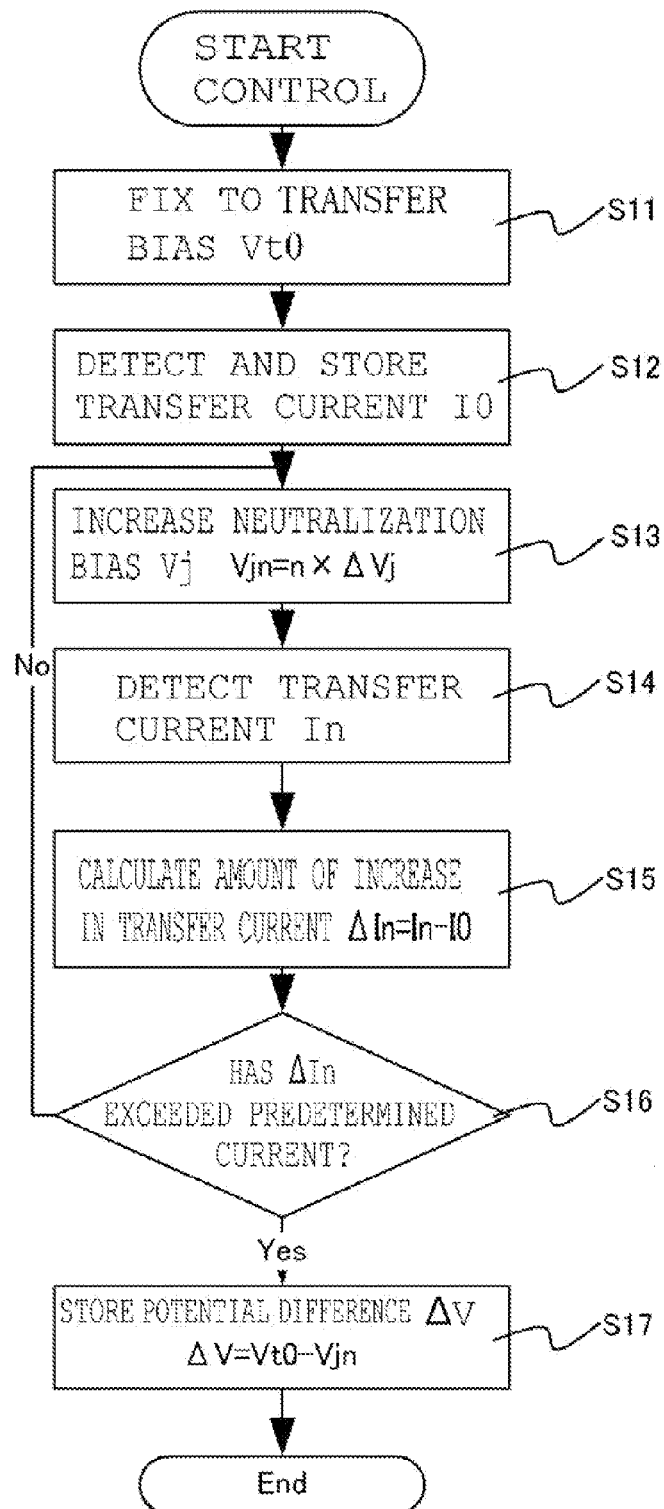 START
CONTROL
FIX TO TRANSFER
BIAS Vt0
S11
DETECT AND STORE
TRANSFER CURRENT I0
S12
INCREASE NEUTRALIZATION
BIAS Vj Vjn=n×ΔVj
S13
No
DETECT TRANSFER
CURRENT In
S14
CALCULATE AMOUNT OF INCREASE
IN TRANSFER CURRENT ΔIn=In-I0
S15
HAS ΔIn
EXCEEDED PREDETERMINED
CURRENT?
S16
Yes
STORE POTENTIAL DIFFERENCE ΔV
ΔV=Vt0-Vjn
S17
End